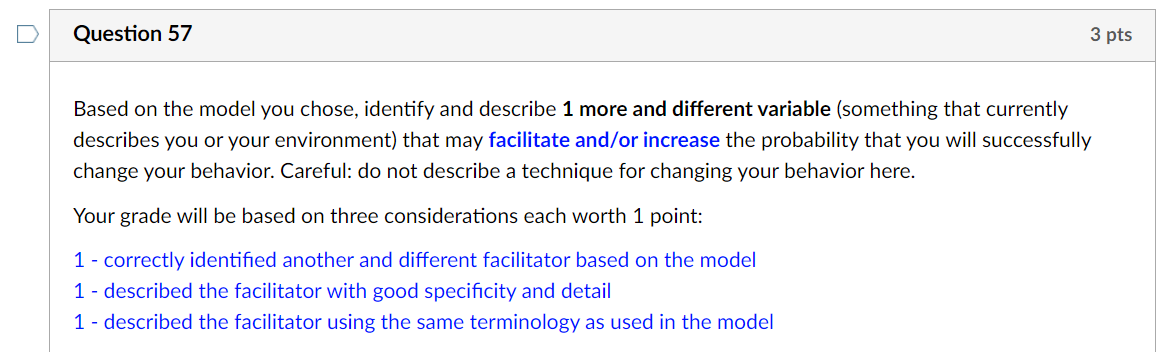 Question 57
3 pts
Based on the model you chose, identify and describe 1 more and different variable (something that currently
describes you or your environment) that may facilitate and/or increase the probability that you will successfully
change your behavior. Careful: do not describe a technique for changing your behavior here.
Your grade will be based on three considerations each worth 1 point:
1 - correctly identified another and different facilitator based on the model
1 - described the facilitator with good specificity and detail
1 - described the facilitator using the same terminology as used in the model